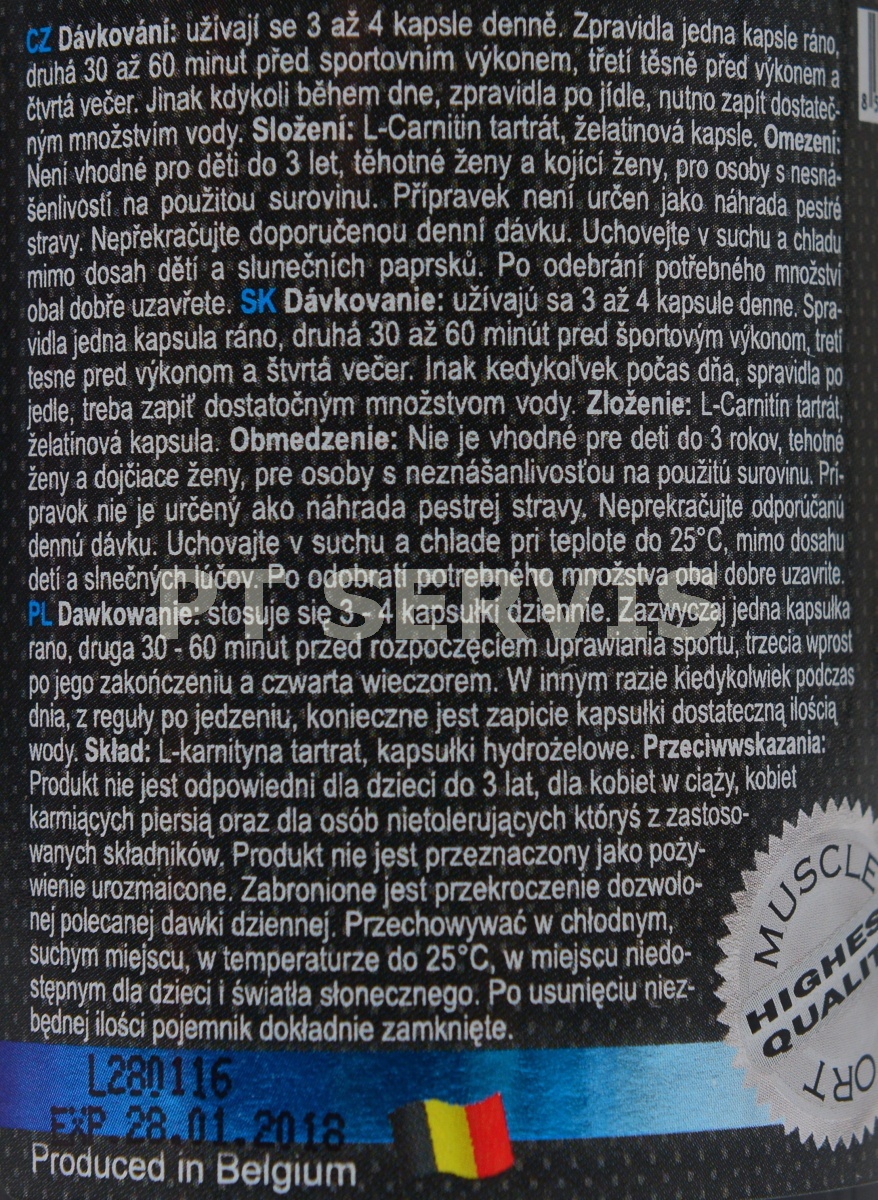 CZ Dávkování: užívají se 3 až 4 kapsle denně. Zpravidla jedna kapsle ráno,
druhá 30 až 60 minut před sportovním výkonem, třetí těsně před výkonem a
čtvrtá večer. Jinak kdykoli během dne, zpravidla po jídle, nutno zapít dostateč-
ným množstvím vody. Složení: L-Carnitin tartrát, želatinová kapsle. Omezení:
Není vhodné pro děti do 3 let, těhotné ženy a kojící ženy, pro osoby s nesná-
šenlivostí na použitou surovinu. Přípravek není určen jako náhrada pestré
stravy. Nepřekračujte doporučenou denní dávku. Uchovejte v suchu a chladu
mimo dosah dětí a slunečních paprsků. Po odebrání potřebného množství
obal dobře uzavřete. SK Dávkovanie: užívajú sa 3 až 4 kapsule denne. Spra-
vidla jedna kapsula ráno, druhá 30 až 60 minút pred športovým výkonom, tretí
tesne pred výkonom a štvrtá večer. Inak kedykoľvek počas dňa, spravidla po
jedle, treba zapiť dostatočným množstvom vody. Zloženie: L-Carnitín tartrát,
želatínová kapsula. Obmedzenie: Nie je vhodné pre deti do 3 rokov, tehotné
ženy a dojčiace ženy, pre osoby s neznášanlivosťou na použitú surovinu. Prí-
pravok nie je určený ako náhrada pestrej stravy. Neprekračujte odporúčanú
dennú dávku. Uchovajte v suchu a chlade pri teplote do 25°C, mimo dosahu
detí a slnečných lúčov. Po odobratí potrebného množstva obal dobre uzavrite.
PT SERVIS
PL Dawkowanie: stosuje się 3 - 4 kapsułki dziennie. Zazwyczaj jedna kapsułka
rano, druga 30 - 60 minut przed rozpoczęciem uprawiania sportu, trzecia wprost
po jego zakończeniu a czwarta wieczorem. W innym razie kiedykolwiek podczas
dnia, z reguły po jedzeniu, konieczne jest zapicie kapsułki dostateczną ilością
wody. Skład: L-karnityna tartrat, kapsułki hydrożelowe. Przeciwwskazania:
Produkt nie jest odpowiedni dla dzieci do 3 lat, dla kobiet w ciąży, kobiet
karmiących piersią oraz dla osób nietolerujących któryś z zastoso-
wanych składników. Produkt nie jest przeznaczony jako poży-
wienie urozmaicone. Zabronione jest przekroczenie dozwolo-
nej polecanej dawki dziennej. Przechowywać w chłodnym,
suchym miejscu, w temperaturze do 25°C, w miejscu niedo-
stępnym dla dzieci i światła słonecznego. Po usunięciu niez-
będnej ilości pojemnik dokładnie zamknięte.
MUSCLE
HIGHES
QUALIT
ORT
L280116
EXP 28.01.2018
Produced in Belgium